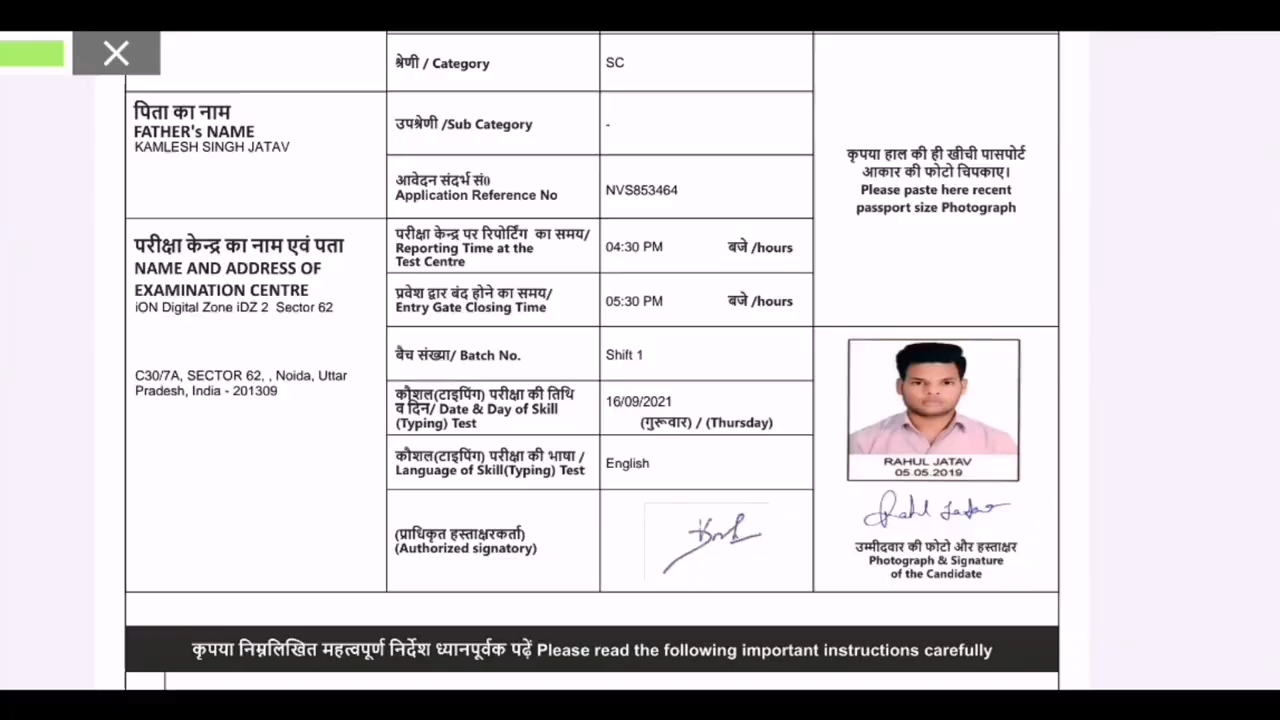 श्रेणी / Category
SC
पिता का नाम
FATHER's NAME
KAMLESH SINGH JATAV
उपश्रेणी /Sub Category
-
आवेदन संदर्भ सं0
Application Reference No
NVS853464
कृपया हाल की ही खीची पासपोर्ट
आकार की फोटो चिपकाए।
Please paste here recent
passport size Photograph
परीक्षा केन्द्र का नाम एवं पता
NAME AND ADDRESS OF
EXAMINATION CENTRE
iON Digital Zone iDZ 2 Sector 62
C30/7A, SECTOR 62, , Noida, Uttar
Pradesh, India - 201309
परीक्षा केन्द्र पर रिपोर्टिंग का समय/
Reporting Time at the
Test Centre
04:30 PM बजे /hours
प्रवेश द्वार बंद होने का समय/
Entry Gate Closing Time
05:30 PM बजे /hours
बैच संख्या/ Batch No.
Shift 1
कौशल(टाइपिंग) परीक्षा की तिथि
व दिन/ Date & Day of Skill
(Typing) Test
16/09/2021
(गुरूवार) / (Thursday)
कौशल(टाइपिंग) परीक्षा की भाषा /
Language of Skill(Typing) Test
English
(प्राधिकृत हस्ताक्षरकर्ता)
(Authorized signatory)
RAHUL JATAV
05.05.2019
Rahul Jatav
उम्मीदवार की फोटो और हस्ताक्षर
Photograph & Signature
of the Candidate
कृपया निम्नलिखित महत्वपूर्ण निर्देश ध्यानपूर्वक पढ़ें Please read the following important instructions carefully